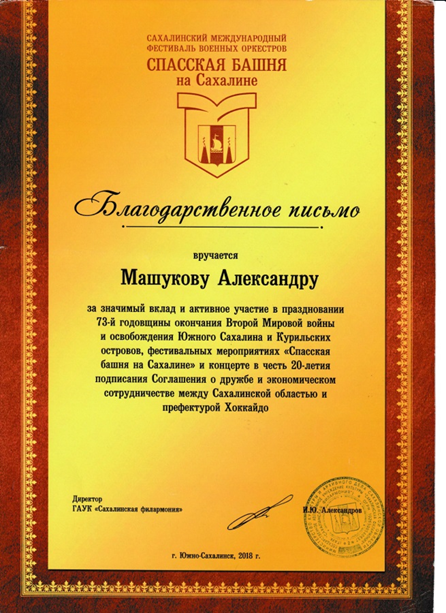 САХАЛИНСКИЙ МЕЖДУНАРОДНЫЙ
ФЕСТИВАЛЬ ВОЕННЫХ ОРКЕСТРОВ
СПАССКАЯ БАШНЯ
на Сахалине
Благодарственное письмо
вручается
Машукову Александру
за значимый вклад и активное участие в праздновании
73-й годовщины окончания Второй Мировой войны
и освобождения Южного Сахалина и Курильских
островов, фестивальных мероприятиях «Спасская
башня на Сахалине» и концерте в честь 20-летия
подписания Соглашения о дружбе и экономическом
сотрудничестве между Сахалинской областью и
префектурой Хоккайдо
Директор
ГАУК «Сахалинская филармония»
И.Ю. Александров
г. Южно-Сахалинск, 2018 г.